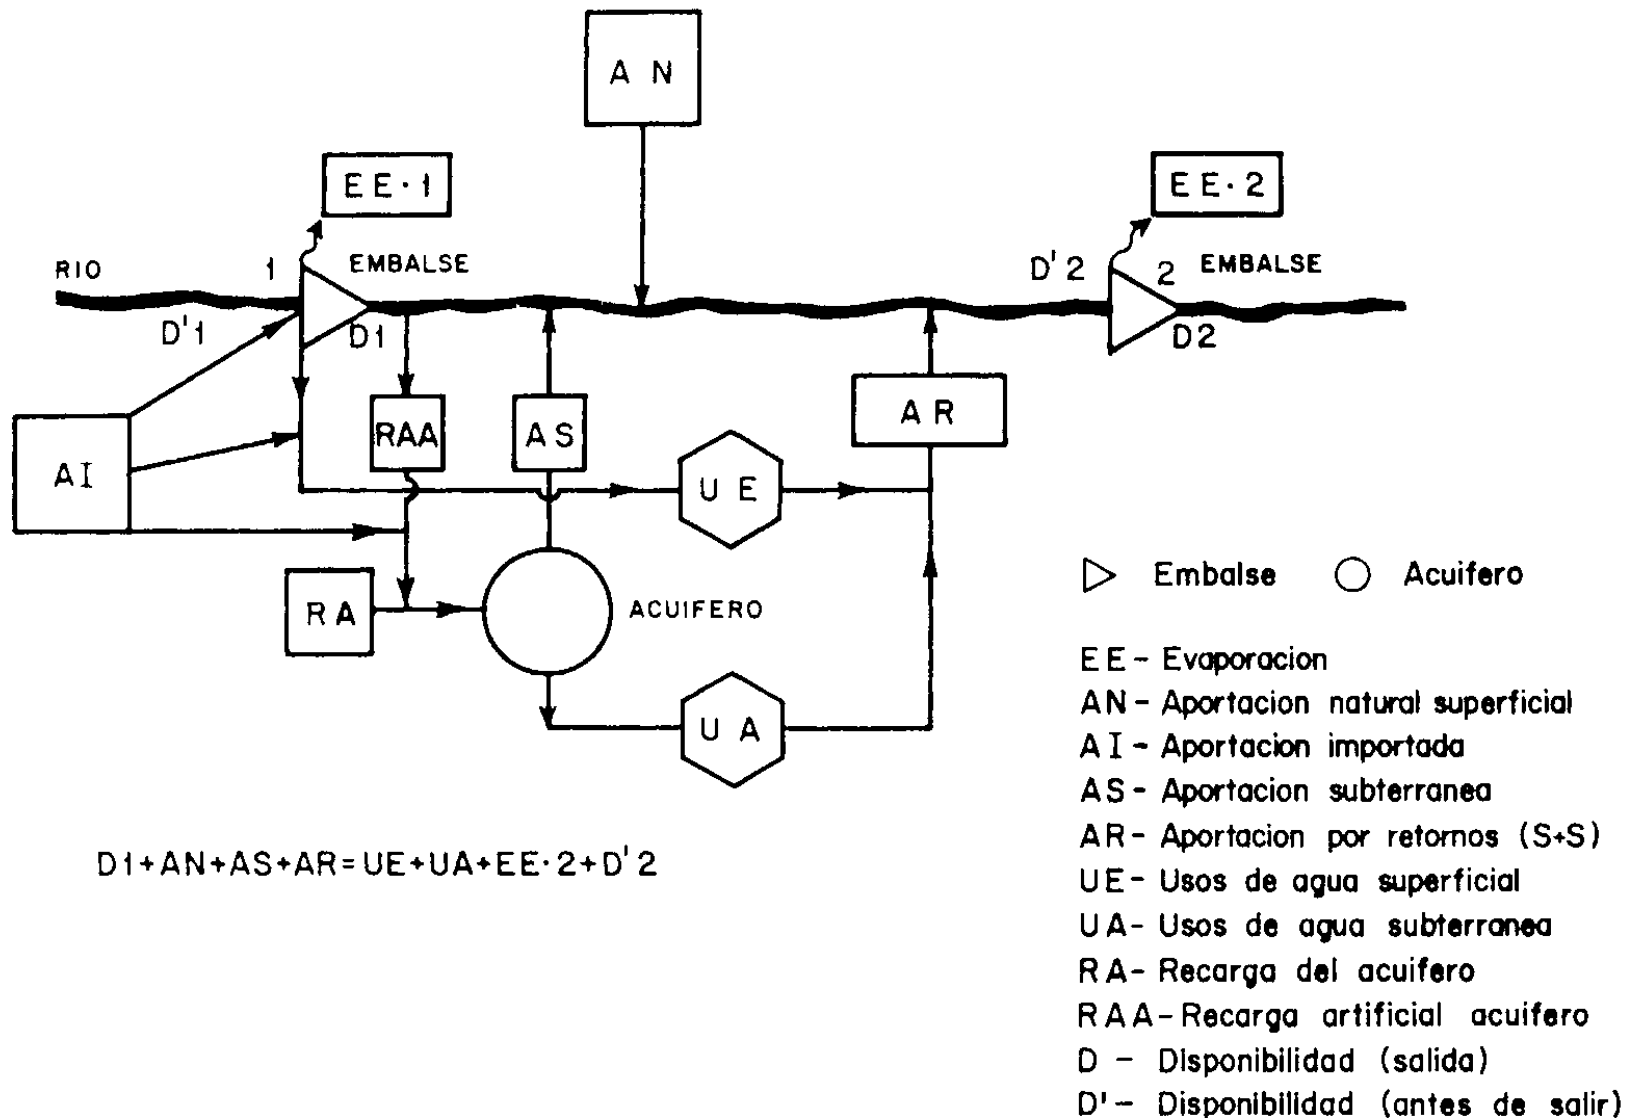 A N
EE·1
EE·2
RIO
1
EMBALSE
D'2
2
EMBALSE
D'1
D1
D2
AI
RAA
AS
AR
U E
RA
ACUIFERO
U A
Embalse
Acuifero
EE- Evaporacion
AN- Aportacion natural superficial
AI- Aportacion importada
AS- Aportacion subterranea
AR- Aportacion por retornos (S+S)
UE- Usos de agua superficial
UA- Usos de agua subterranea
RA- Recarga del acuifero
RAA-Recarga artificial acuifero
D - Disponibilidad (salida)
D'- Disponibilidad (antes de salir)
D1+AN+AS+AR=UE+UA+EE·2+D'2